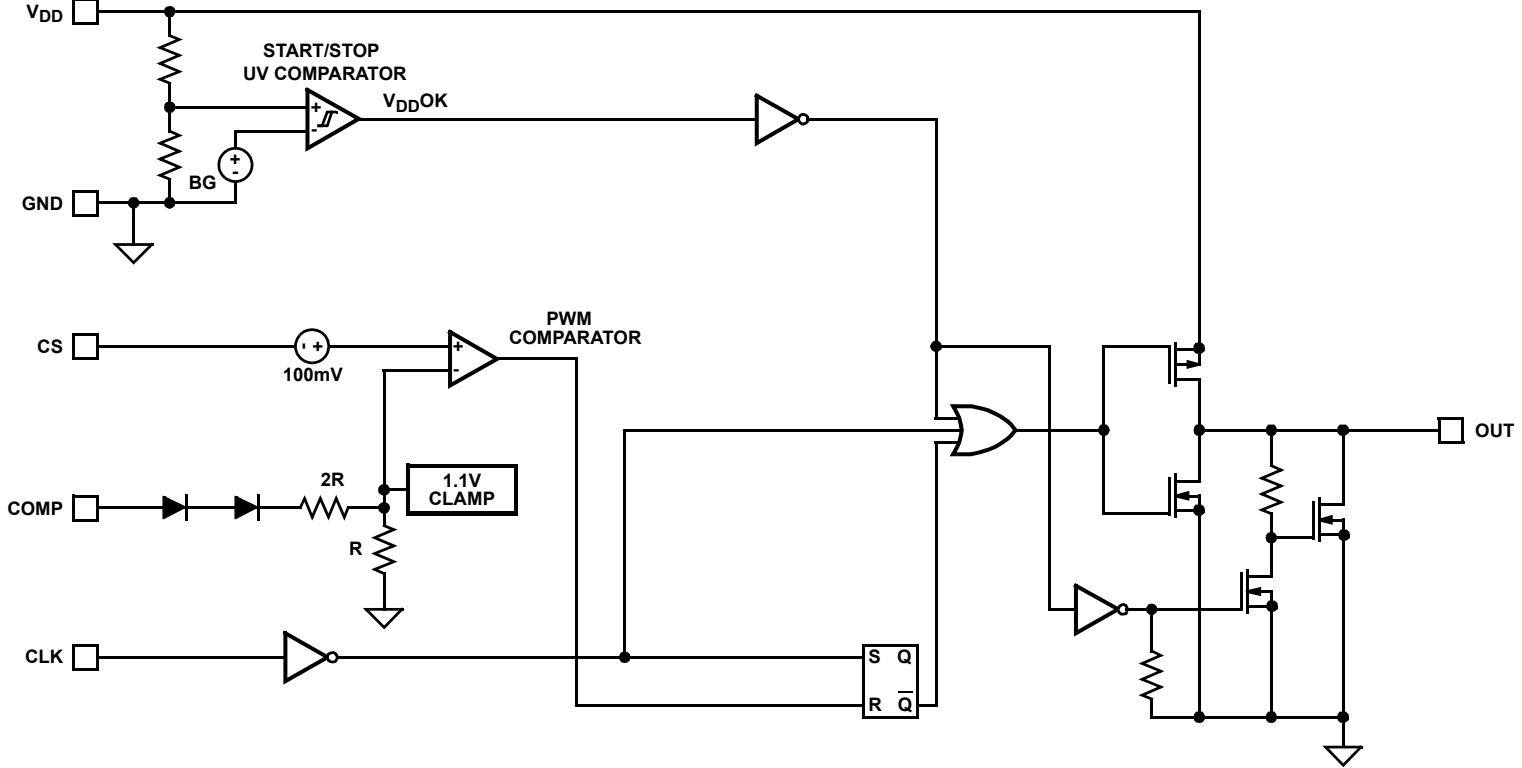 VDD
START/STOP
UV COMPARATOR
+
-
VDDOK
+
-
BG
GND
CS
- +
100mV
+
-
PWM
COMPARATOR
COMP
2R
1.1V
CLAMP
R
OUT
CLK
S Q
R Q̅